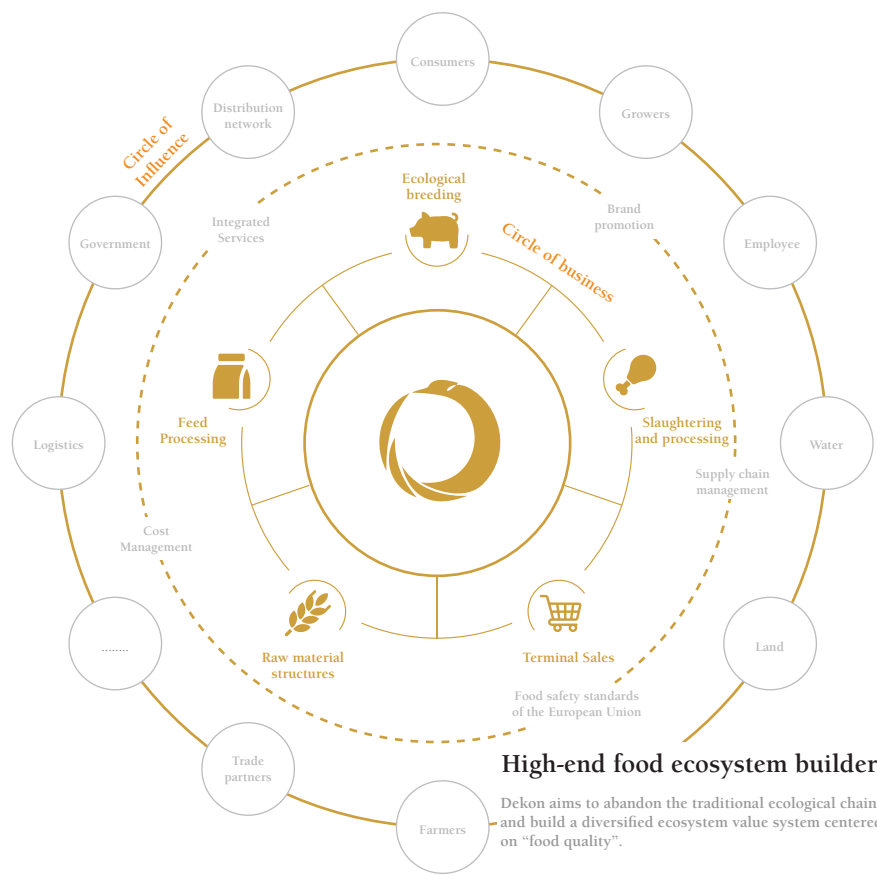 Consumers
Distribution
network
Growers
Circle of
Influence
Ecological
breeding
Integrated
Services
Brand
promotion
Government
Employee
Circle of business
Feed
Processing
Slaughtering
and processing
Logistics
Water
Supply chain
management
Cost
Management
........
Raw material
structures
Terminal Sales
Land
Food safety standards
of the European Union
Trade
partners
High-end food ecosystem builder
Dekon aims to abandon the traditional ecological chain
and build a diversified ecosystem value system centered
on “food quality”.
Farmers